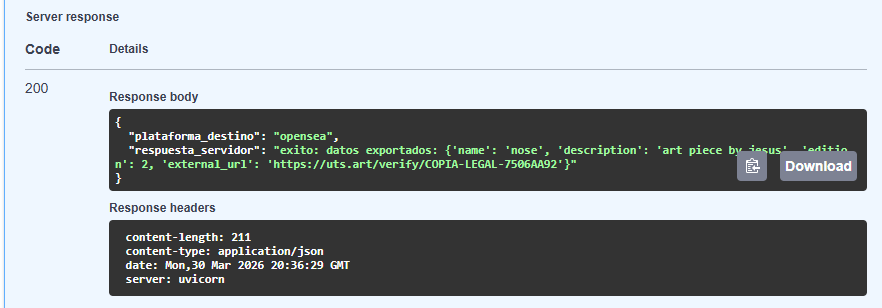 Server response
Code Details
200
Response body
{
  "plataforma_destino": "opensea",
  "respuesta_servidor": "exito: datos exportados: {'name': 'nose', 'description': 'art piece by jesus', 'editio
n': 2, 'external_url': 'https://uts.art/verify/COPIA-LEGAL-7506AA92'}"
}
Download
Response headers
content-length: 211
content-type: application/json
date: Mon,30 Mar 2026 20:36:29 GMT
server: uvicorn